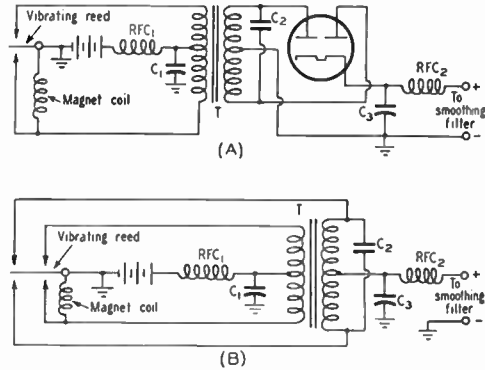 Vibrating reed
RFC1
C1
Magnet coil
T
C2
RFC2
C3
+
To
smoothing
filter
-
(A)
Vibrating reed
RFC1
C1
Magnet coil
T
C2
RFC2
C3
+
To
smoothing
filter
-
(B)